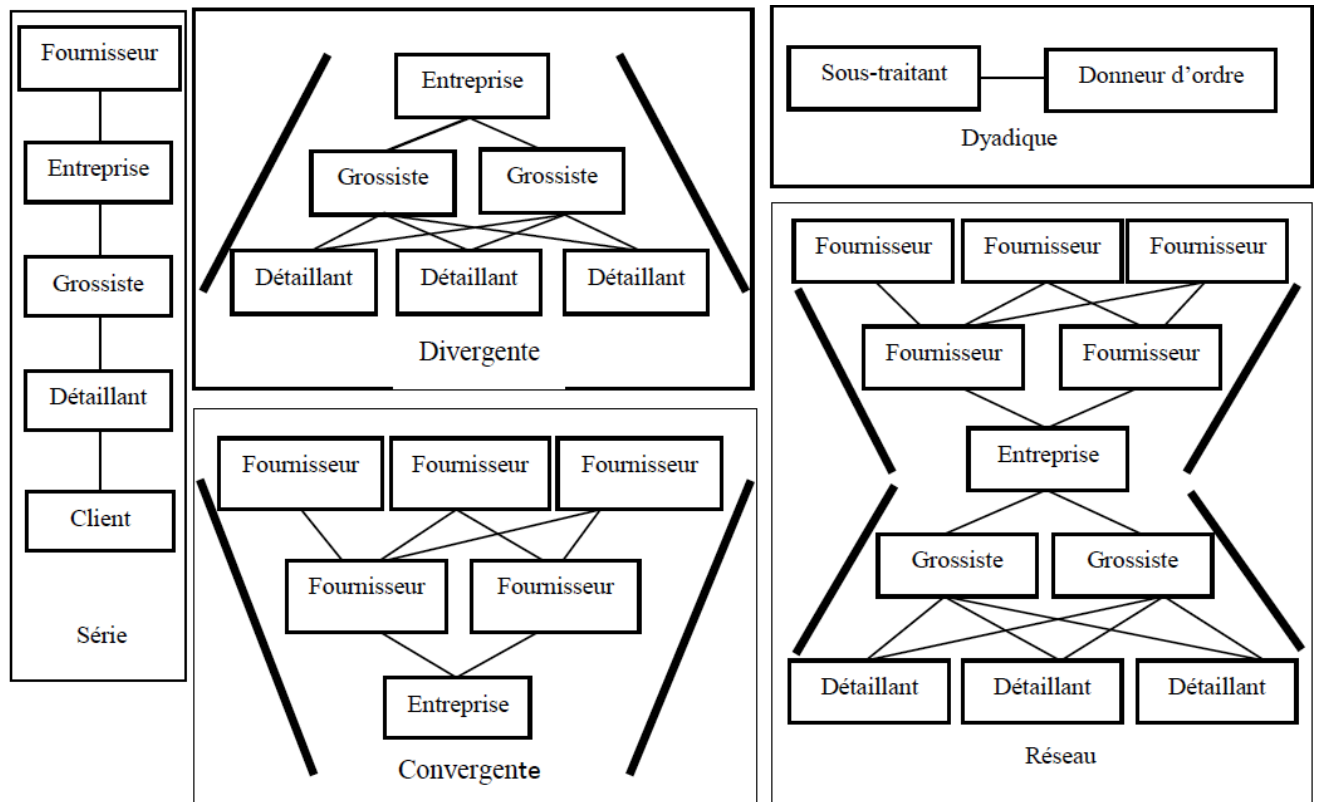 Fournisseur
Entreprise
Grossiste
Détaillant
Client
Série
Entreprise
Grossiste Grossiste
Détaillant Détaillant Détaillant
Divergente
Fournisseur Fournisseur Fournisseur
Fournisseur Fournisseur
Entreprise
Convergente
Sous-traitant Donneur d’ordre
Dyadique
Fournisseur Fournisseur Fournisseur
Fournisseur Fournisseur
Entreprise
Grossiste Grossiste
Détaillant Détaillant Détaillant
Réseau